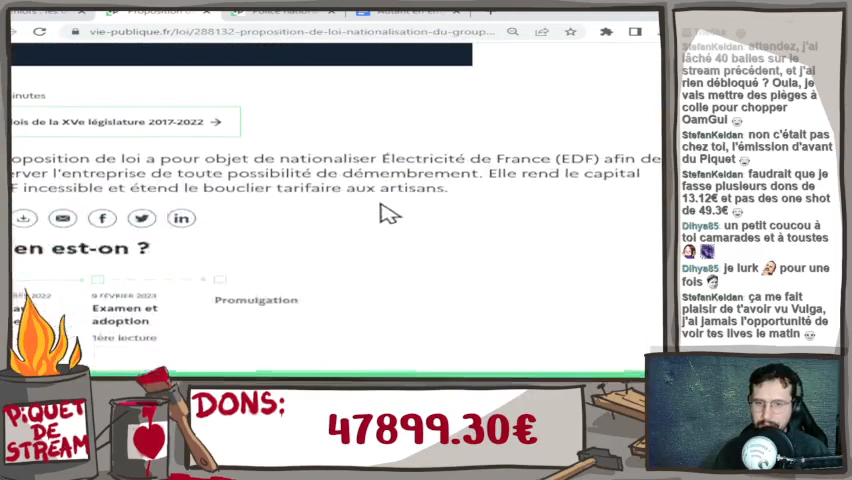 vie-publique.fr/loi/288132-proposition-de-loi-nationalisation-du-group...
minutes
lois de la XVe législature 2017-2022 →
oposition de loi a pour objet de nationaliser Électricité de France (EDF) afin de
erver l'entreprise de toute possibilité de démembrement. Elle rend le capital
F incessible et étend le bouclier tarifaire aux artisans.
en est-on ?
2022
9 FÉVRIER 2023
Examen et
adoption
1ère lecture
Promulgation
StefanKeldan attendez, j'ai
lâché 40 balles sur le
stream précédent, et j'ai
rien débloqué ? Oula, je
vais mettre des pièges à
colle pour chopper
OamGui
StefanKeldan non c'était pas
chez toi, l'émission d'avant
du Piquet
StefanKeldan faudrait que je
fasse plusieurs dons de
13.12€ et pas des one shot
de 49.3€
Dihya85 un petit coucou à
toi camarades et à toustes
Dihya85 je lurk pour une
fois
StefanKeldan ça me fait
plaisir de t'avoir vu Vulga,
j'ai jamais l'opportunité de
voir tes lives le matin
PIQUET
DE
STREAM
DONS:
47899.30€